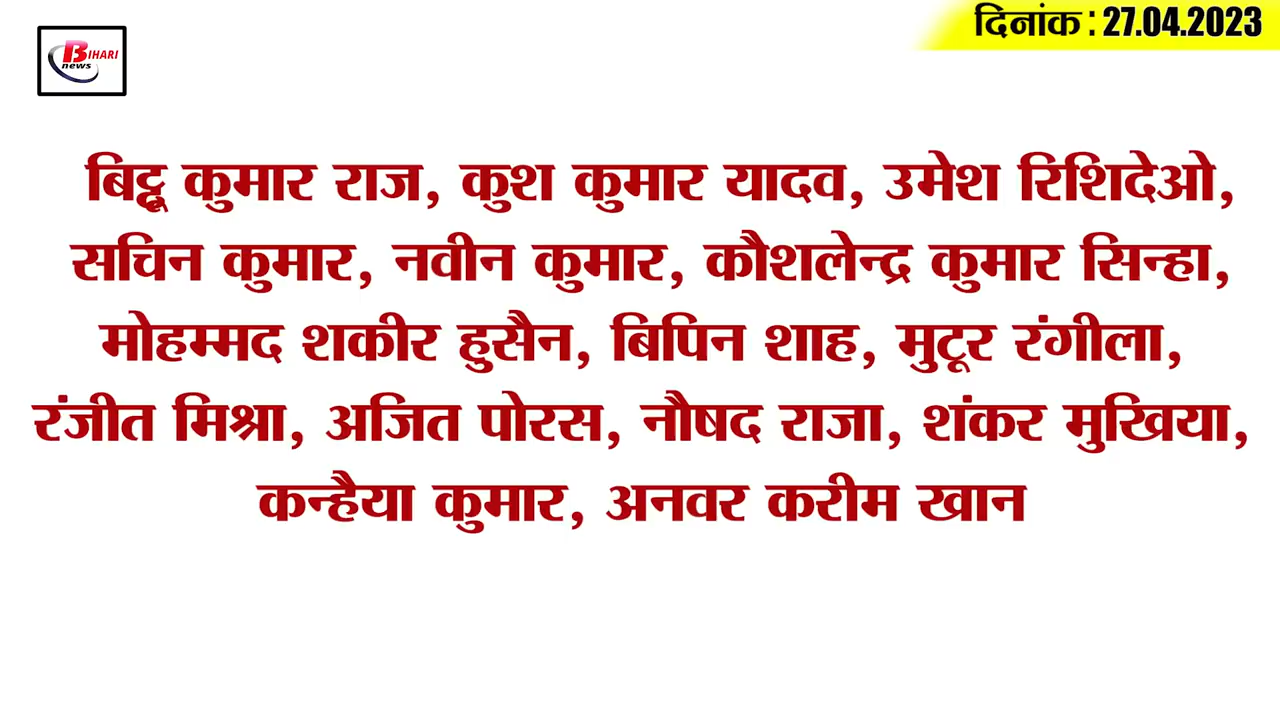 दिनांक : 27.04.2023
BIHARI
news
बिट्टू कुमार राज, कुश कुमार यादव, उमेश रिशिदेओ,
सचिन कुमार, नवीन कुमार, कौशलेन्द्र कुमार सिन्हा,
मोहम्मद शकीर हुसैन, बिपिन शाह, मुटूर रंगीला,
रंजीत मिश्रा, अजित पोरस, नौषद राजा, शंकर मुखिया,
कन्हैया कुमार, अनवर करीम खान